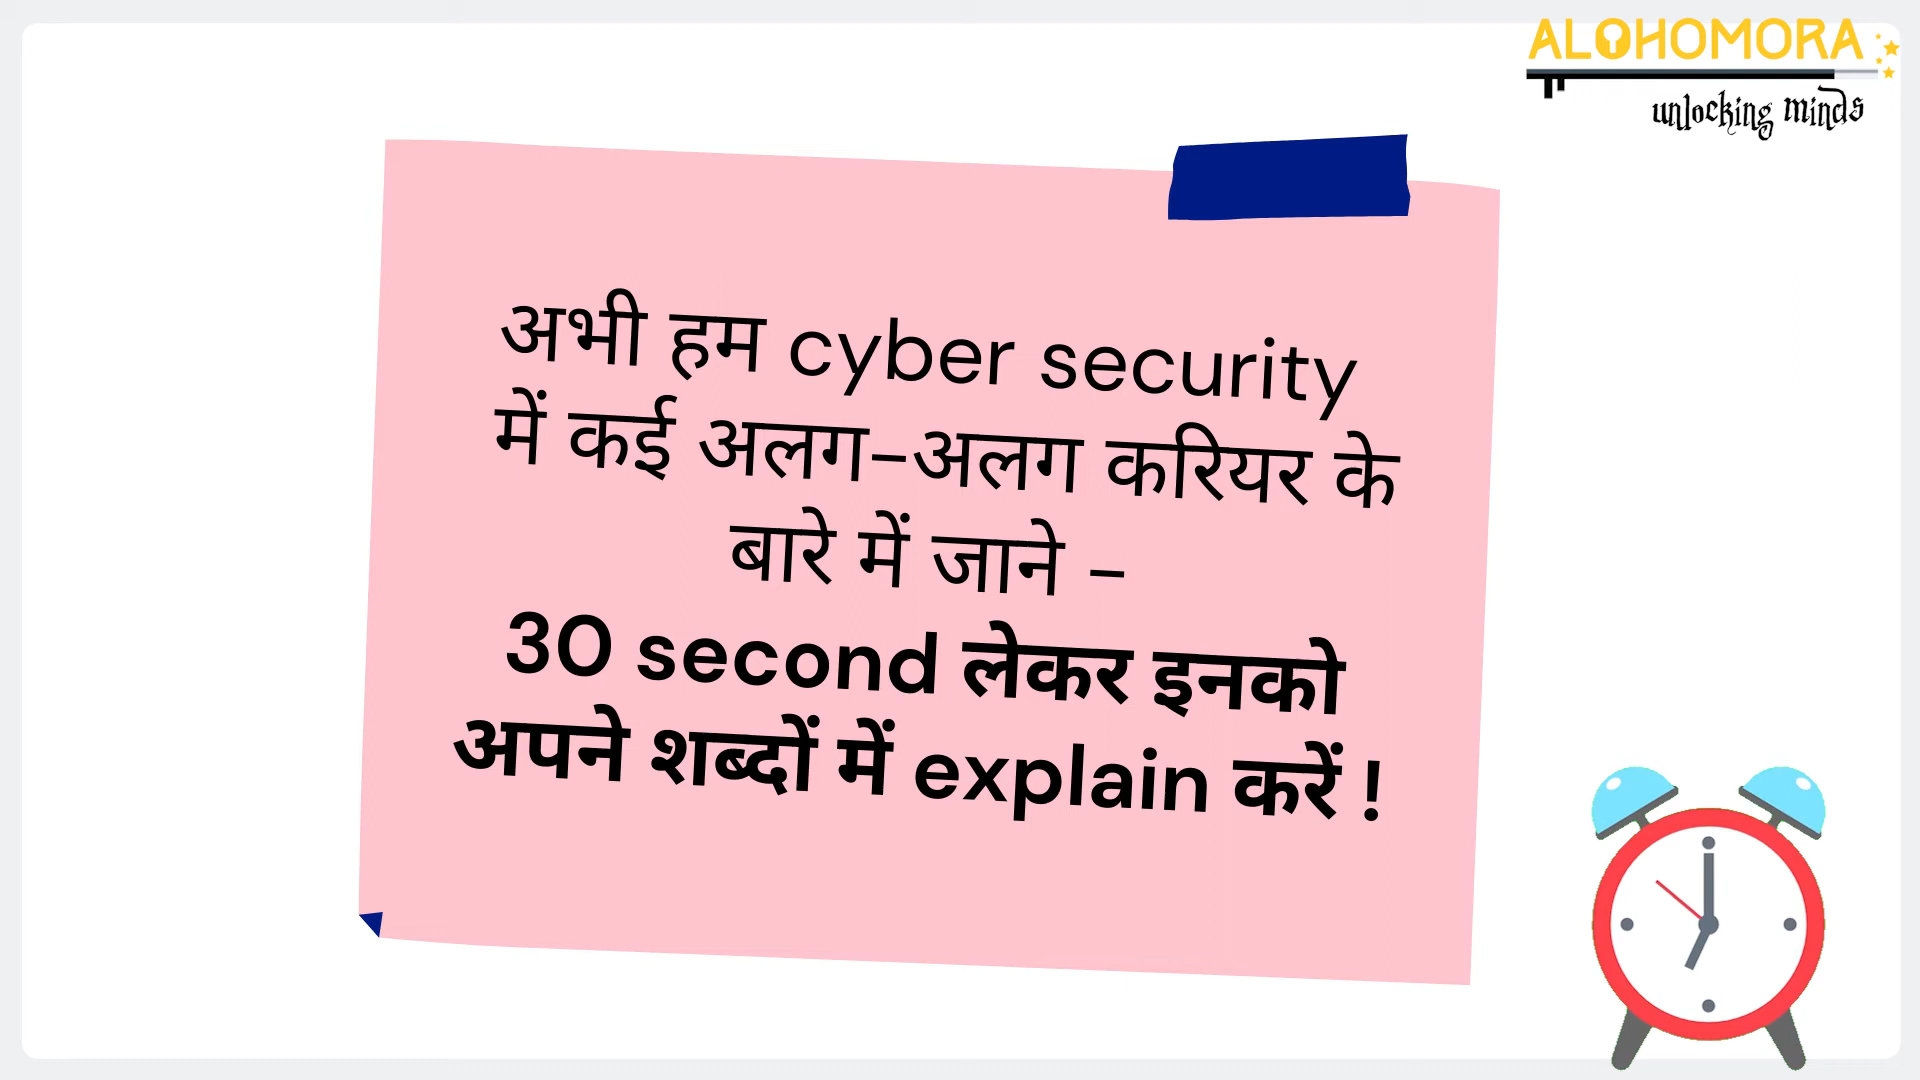 ALOHOMORA
unlocking minds
अभी हम cyber security
में कई अलग-अलग करियर के
बारे में जाने -
30 second लेकर इनको
अपने शब्दों में explain करें !